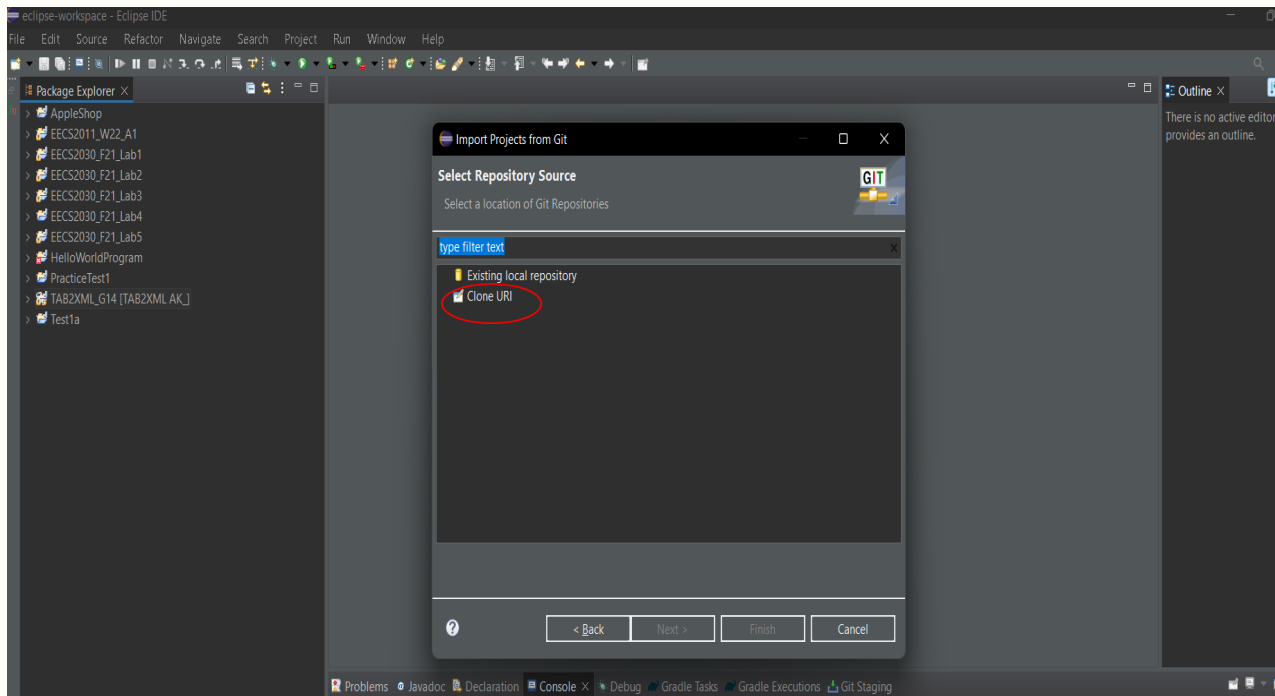 eclipse-workspace - Eclipse IDE
File Edit Source Refactor Navigate Search Project Run Window Help
Package Explorer
AppleShop
EECS2011_W22_A1
EECS2030_F21_Lab1
EECS2030_F21_Lab2
EECS2030_F21_Lab3
EECS2030_F21_Lab4
EECS2030_F21_Lab5
HelloWorldProgram
PracticeTest1
TAB2XML_G14 [TAB2XML AK_]
Test1a
Import Projects from Git
Select Repository Source
Select a location of Git Repositories
GIT
type filter text
Existing local repository
Clone URI
< Back Next > Finish Cancel
Outline
There is no active editor
provides an outline.
Problems Javadoc Declaration Console Debug Gradle Tasks Gradle Executions Git Staging